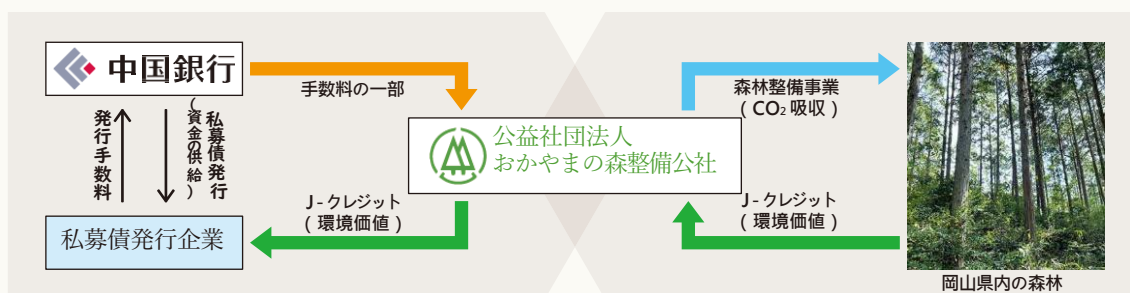 中国銀行
手数料の一部
発行手数料
私募債発行
(資金の供給)
私募債発行企業
公益社団法人
おかやまの森整備公社
J-クレジット
(環境価値)
森林整備事業
(CO₂吸収)
J-クレジット
(環境価値)
岡山県内の森林